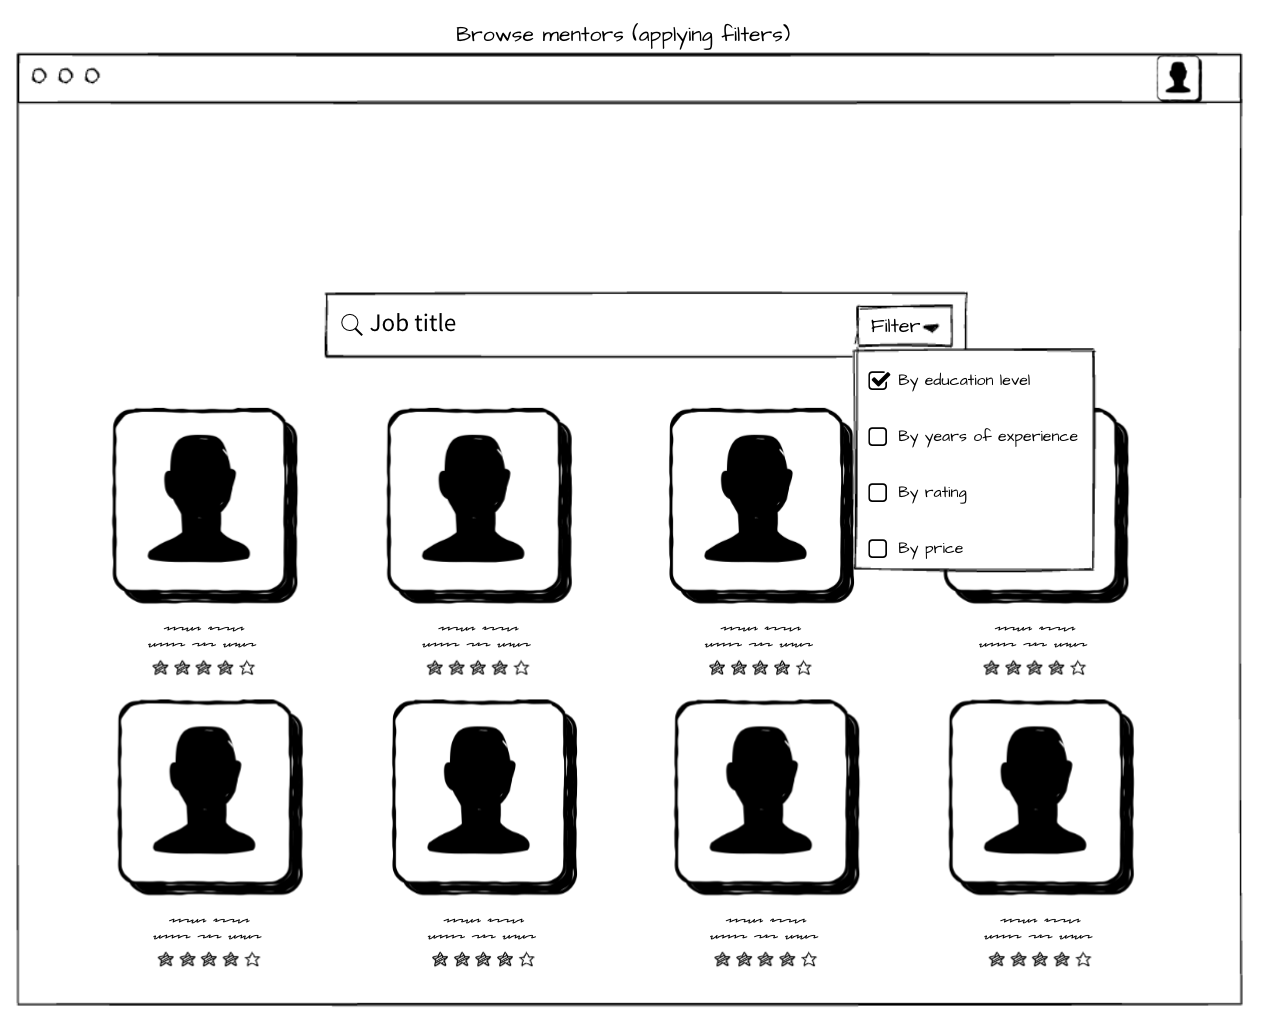 Browse mentors (applying filters)
Job title
Filter
By education level
By years of experience
By rating
By price